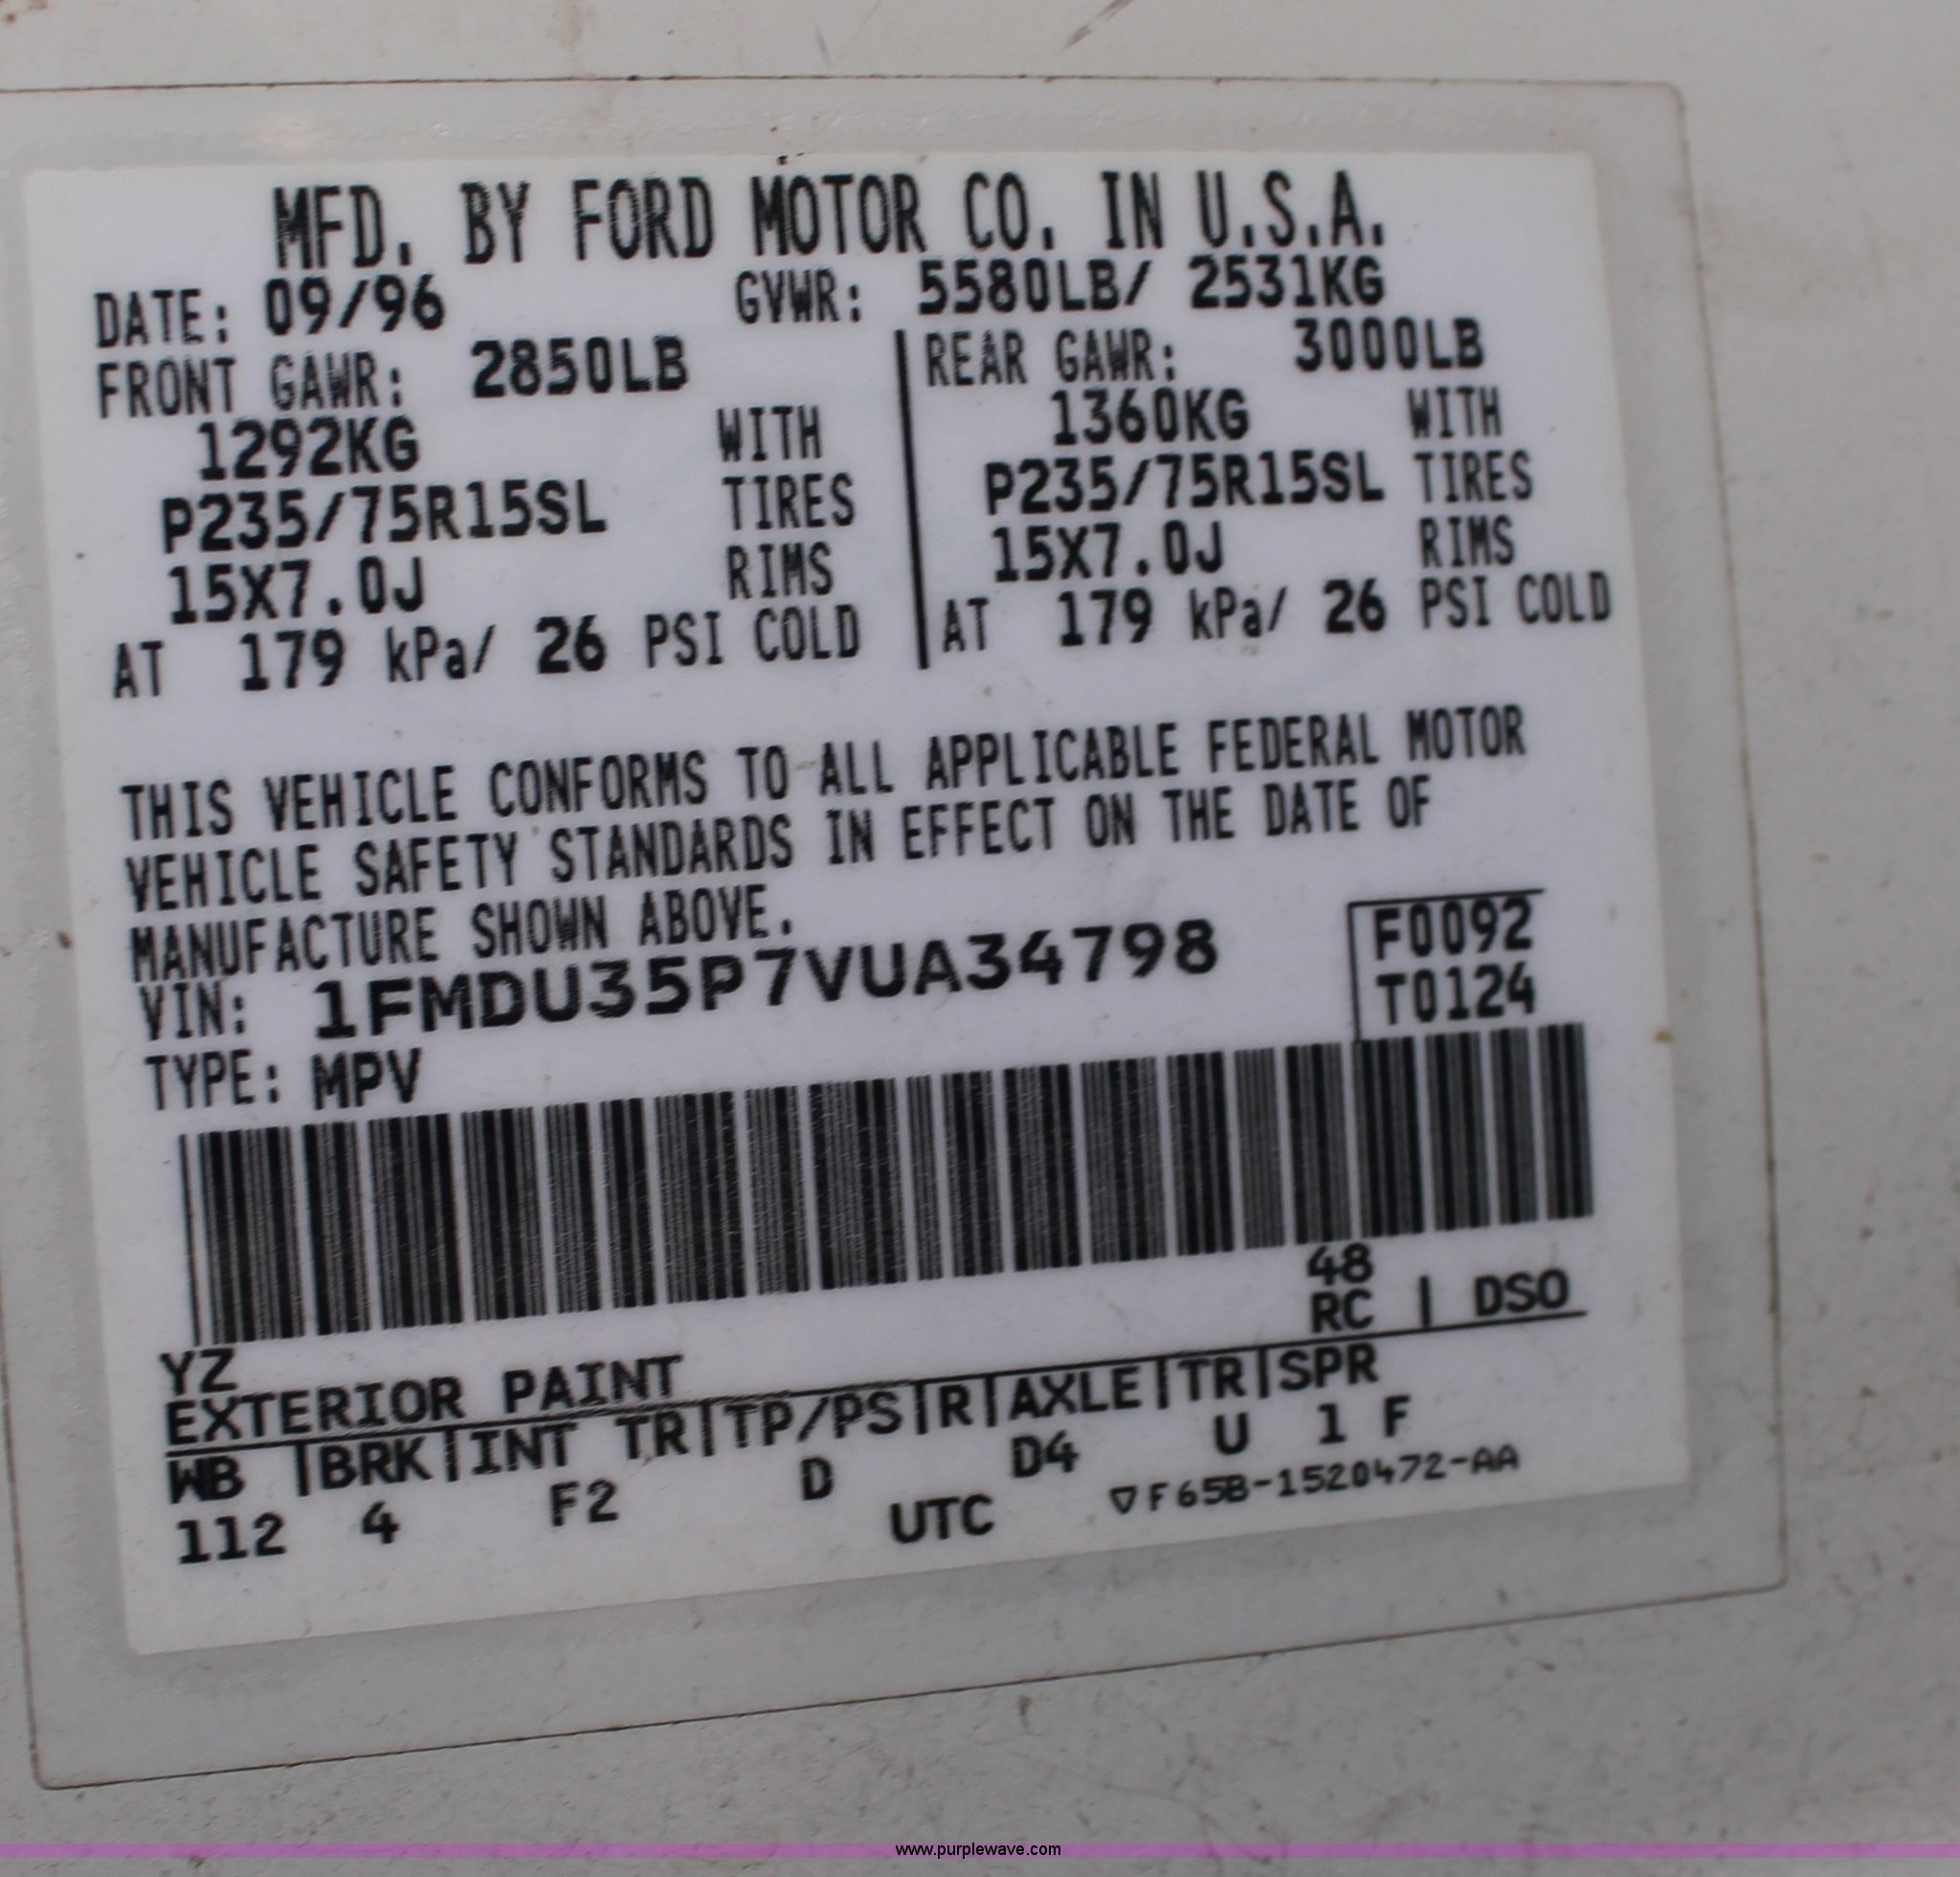 MFD. BY FORD MOTOR CO. IN U.S.A.
DATE: 09/96 GVWR: 5580LB/ 2531KG
FRONT GAWR: 2850LB REAR GAWR: 3000LB
1292KG WITH 1360KG WITH
P235/75R15SL TIRES P235/75R15SL TIRES
15X7.0J RIMS 15X7.0J RIMS
AT 179 kPa/ 26 PSI COLD AT 179 kPa/ 26 PSI COLD
THIS VEHICLE CONFORMS TO ALL APPLICABLE FEDERAL MOTOR
VEHICLE SAFETY STANDARDS IN EFFECT ON THE DATE OF
MANUFACTURE SHOWN ABOVE.
VIN: 1FMDU35P7VUA34798
F0092
T0124
TYPE: MPV
48
YZ RC | DSO
EXTERIOR PAINT
WB |BRK|INT TR|TP/PS|R|AXLE|TR|SPR
112 4 F2 D D4 U 1 F
UTC ▽F65B-1520472-AA
www.purplewave.com